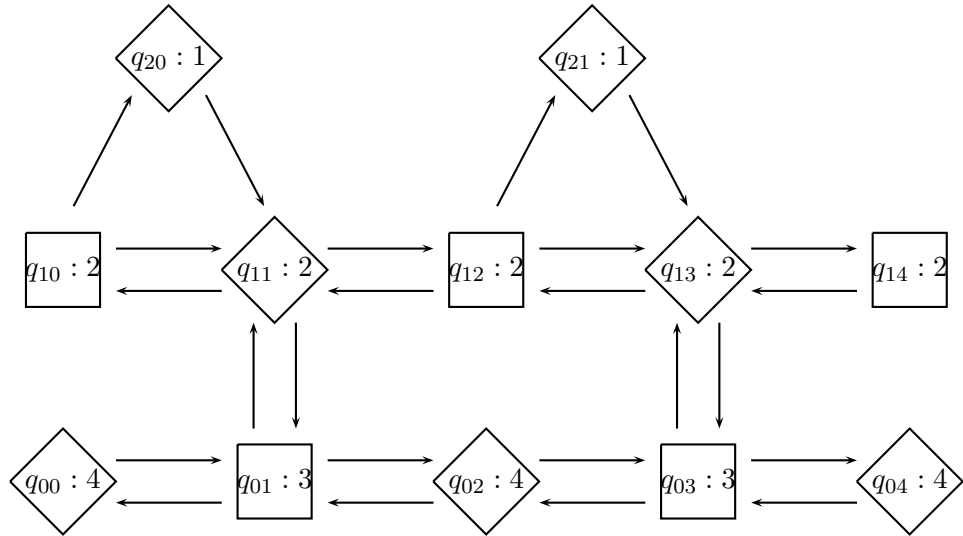 q20 : 1
q21 : 1
q10 : 2
q11 : 2
q12 : 2
q13 : 2
q14 : 2
q00 : 4
q01 : 3
q02 : 4
q03 : 3
q04 : 4